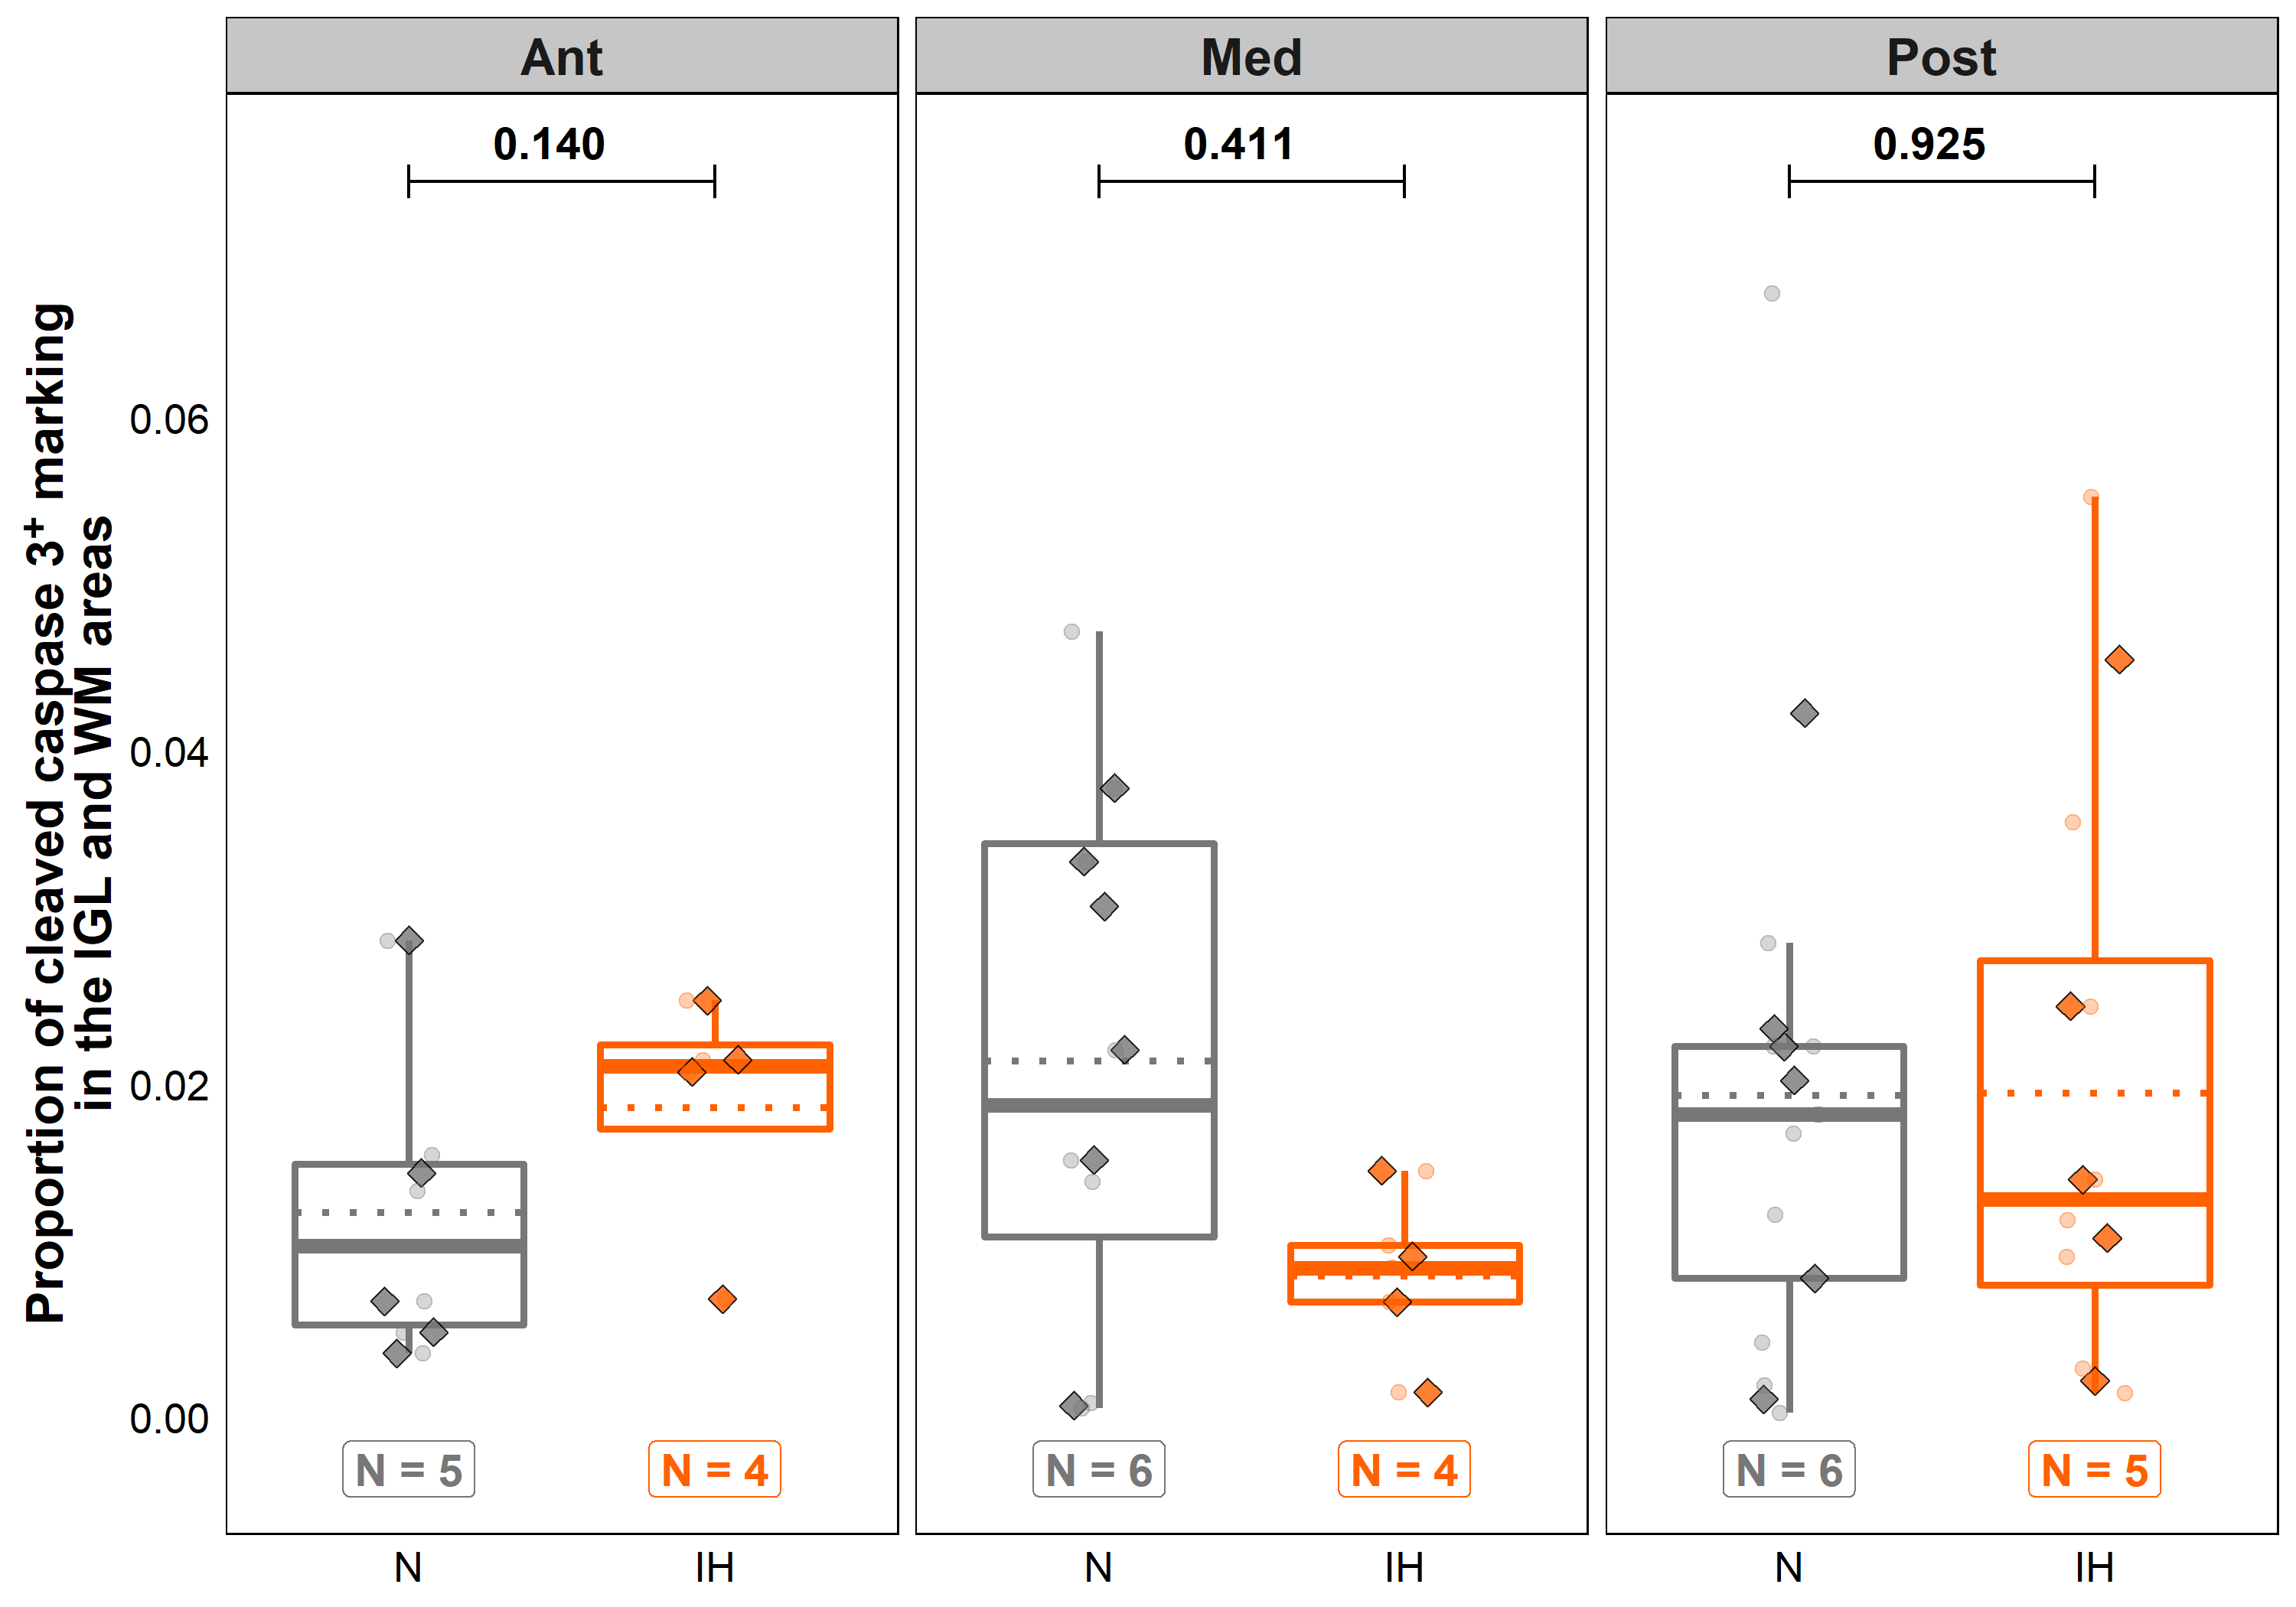 Ant
Med
Post
0.140
0.411
0.925
Proportion of cleaved caspase 3⁺ marking
in the IGL and WM areas
0.06
0.04
0.02
0.00
N = 5
N = 4
N = 6
N = 4
N = 6
N = 5
N
IH
N
IH
N
IH